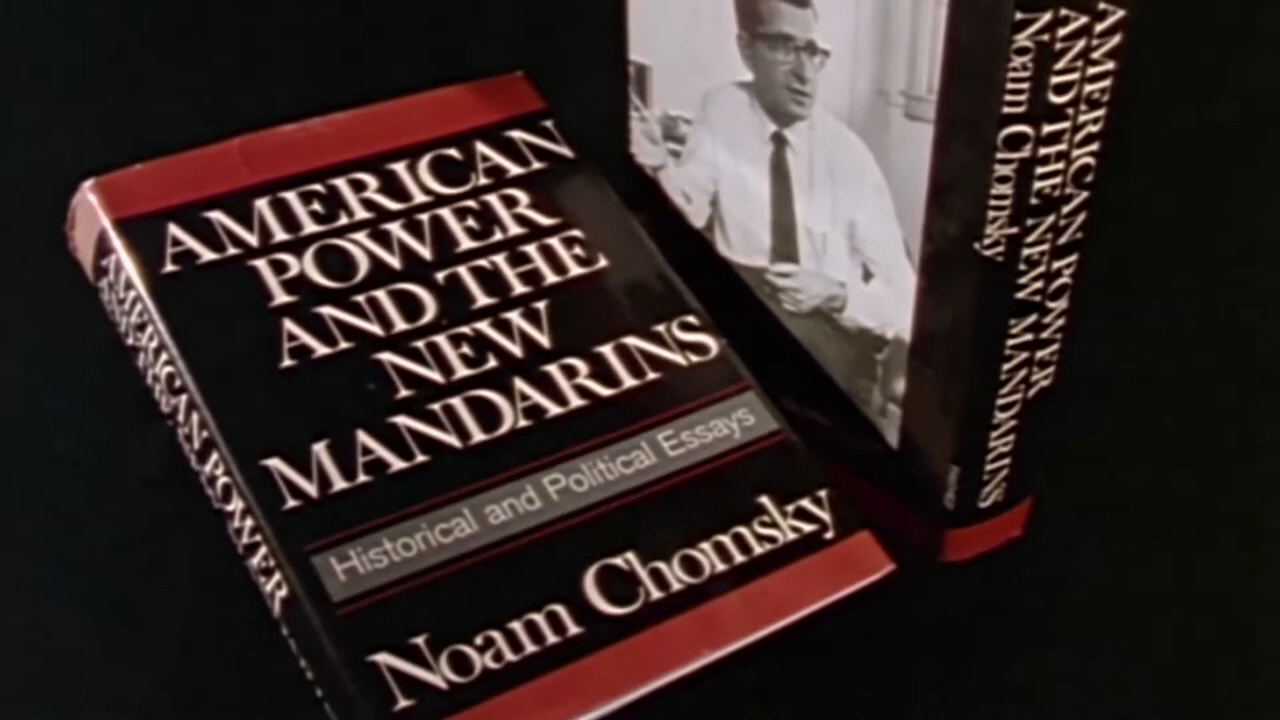 AMERICAN
POWER
AND THE
NEW
MANDARINS
Historical and Political Essays
Noam Chomsky
AMERICAN POWER
AMERICAN POWER
AND THE NEW MANDARINS
Noam Chomsky